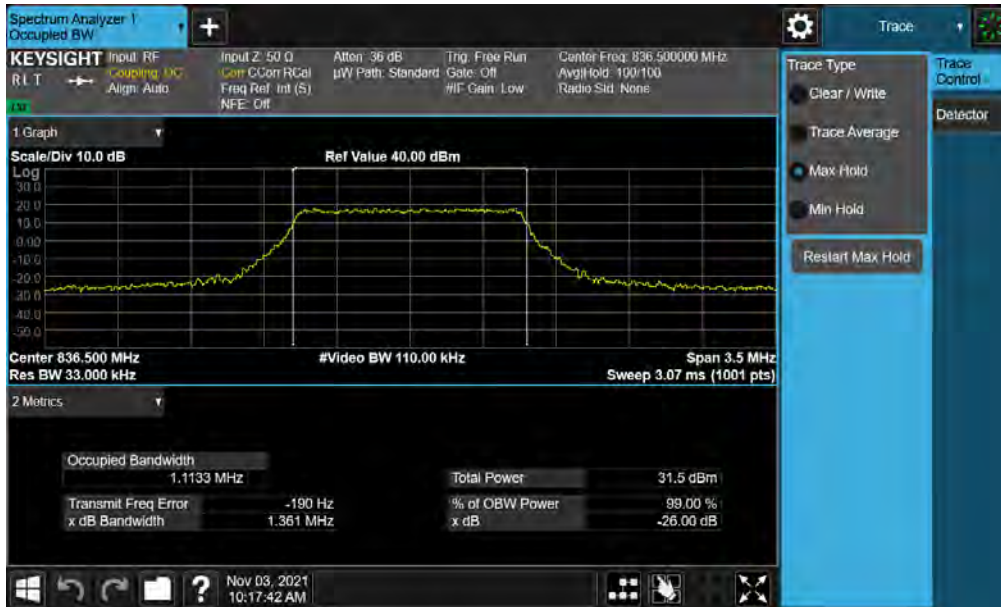 Spectrum Analyzer 1
Occupied BW
+
Trace
KEYSIGHT
R L T
Input: RF
Coupling: DC
Align: Auto
Input Z: 50 Ω
Corr CCorr RCal
Freq Ref: Int (S)
NFE: Off
Atten: 36 dB
µW Path: Standard
Trig: Free Run
Gate: Off
#IF Gain: Low
Center Freq: 836.500000 MHz
Avg|Hold: 100/100
Radio Std: None
Trace Type
Clear / Write
Trace Average
Max Hold
Min Hold
Restart Max Hold
Trace
Control
Detector
1 Graph
Scale/Div 10.0 dB
Ref Value 40.00 dBm
Log
30.0
20.0
10.0
0.00
-10.0
-20.0
-30.0
-40.0
-50.0
Center 836.500 MHz
#Video BW 110.00 kHz
Span 3.5 MHz
Res BW 33.000 kHz
Sweep 3.07 ms (1001 pts)
2 Metrics
Occupied Bandwidth
1.1133 MHz
Total Power 31.5 dBm
Transmit Freq Error -190 Hz
% of OBW Power 99.00 %
x dB Bandwidth 1.361 MHz
x dB -26.00 dB
?
Nov 03, 2021
10:17:42 AM